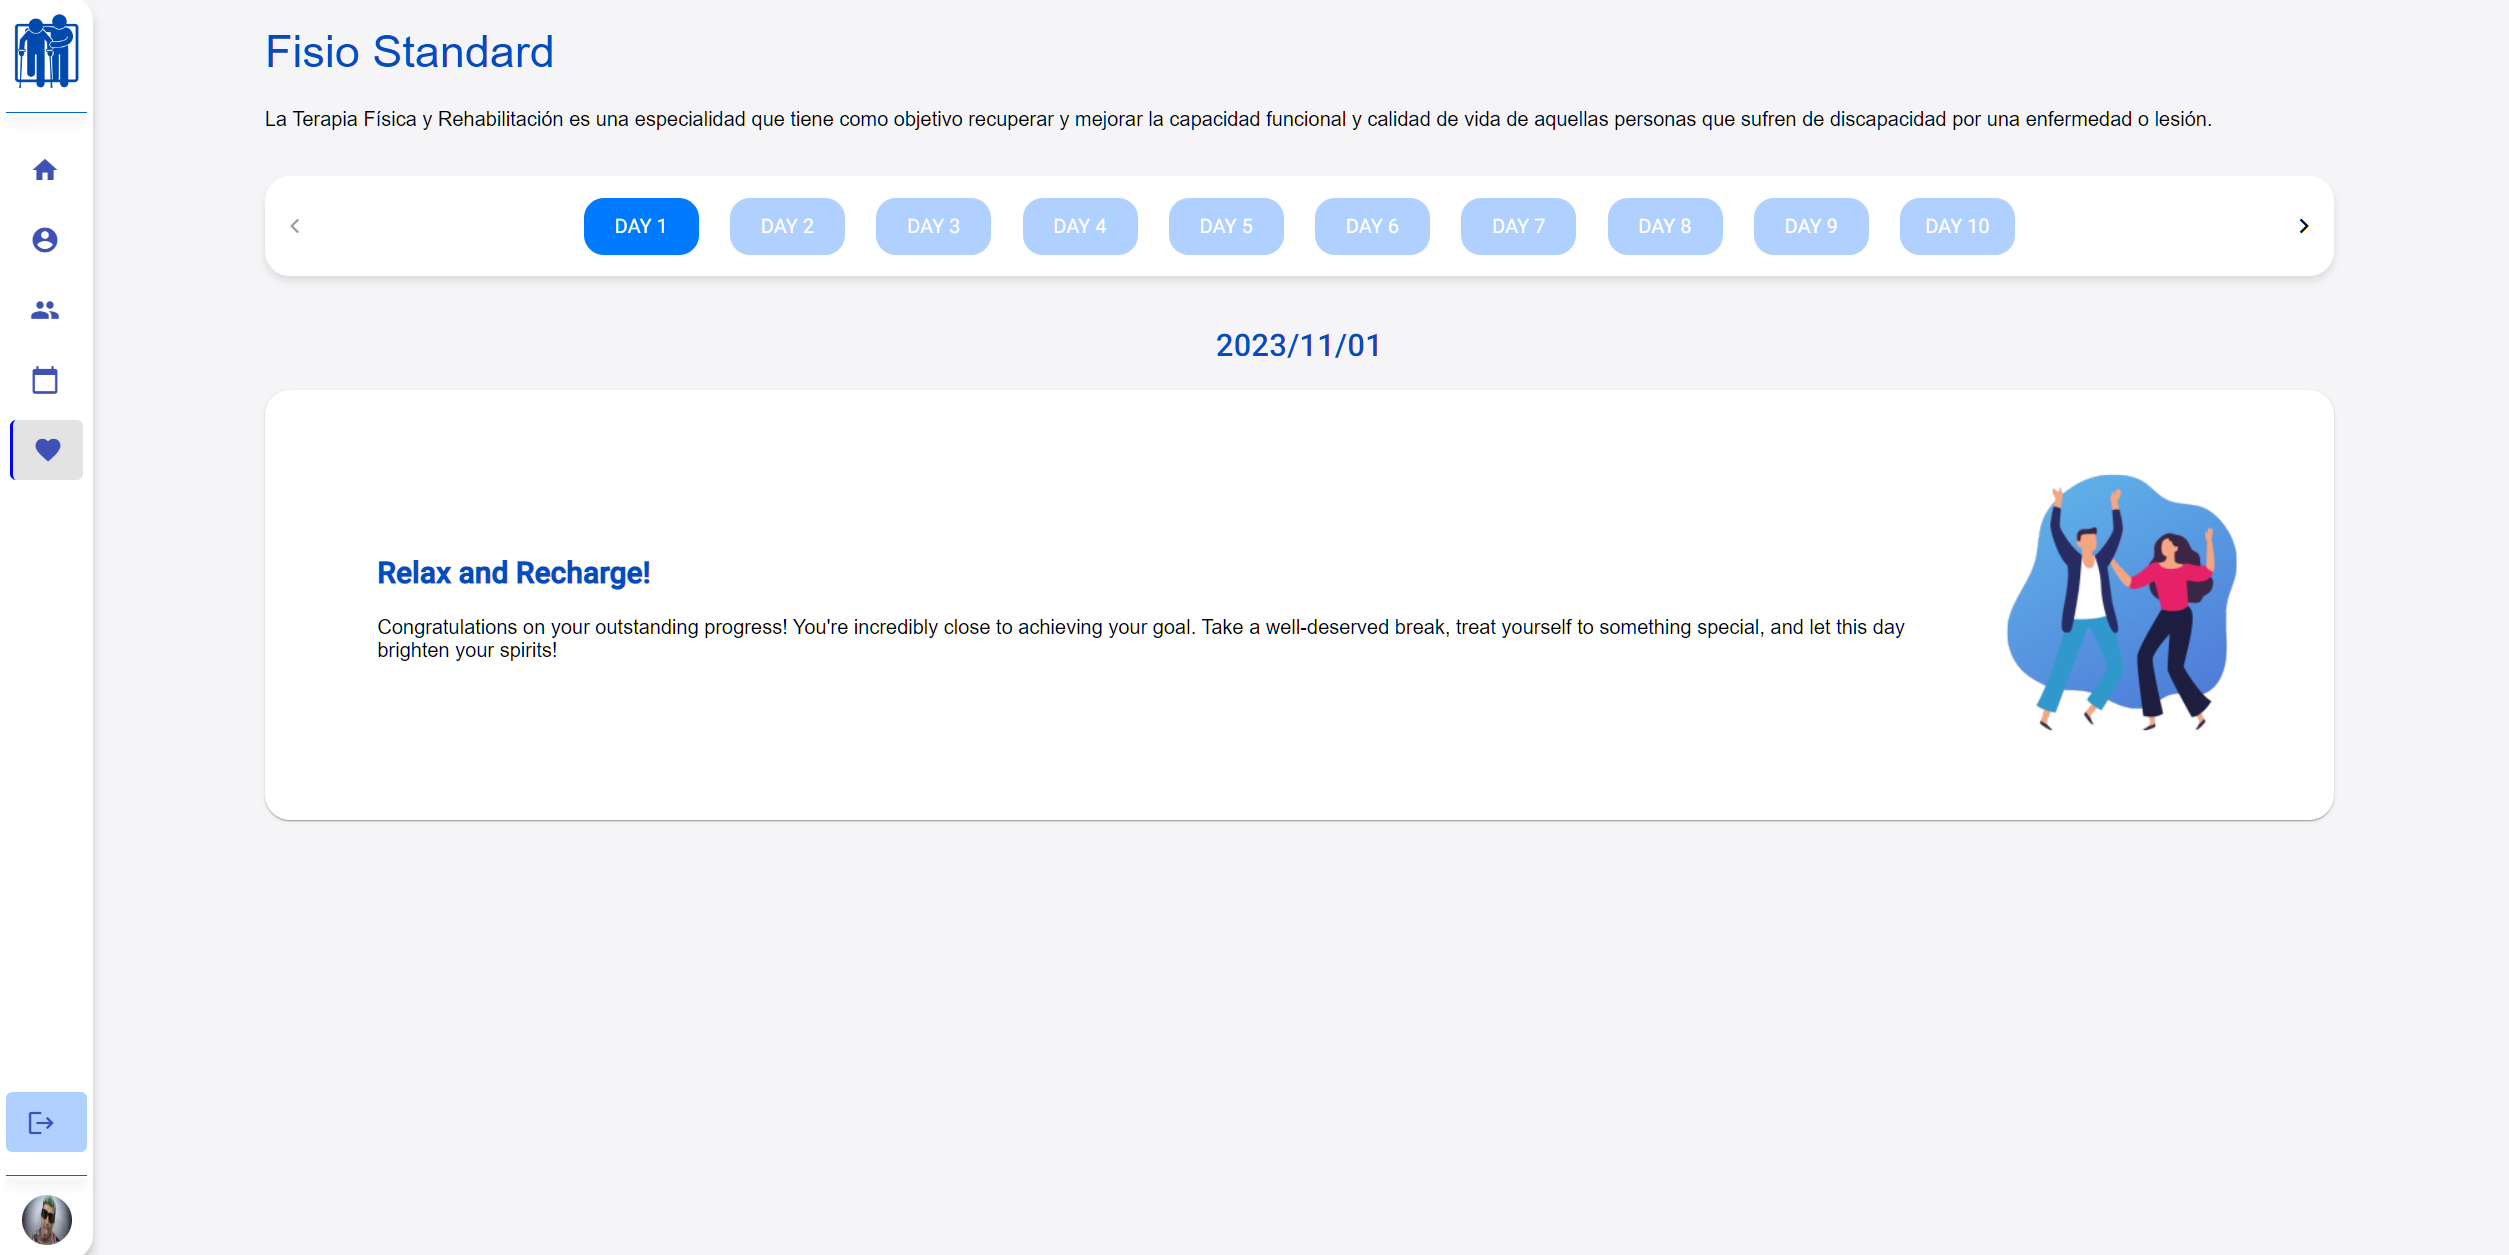 Fisio Standard
La Terapia Física y Rehabilitación es una especialidad que tiene como objetivo recuperar y mejorar la capacidad funcional y calidad de vida de aquellas personas que sufren de discapacidad por una enfermedad o lesión.
DAY 1 DAY 2 DAY 3 DAY 4 DAY 5 DAY 6 DAY 7 DAY 8 DAY 9 DAY 10
2023/11/01
Relax and Recharge!
Congratulations on your outstanding progress! You're incredibly close to achieving your goal. Take a well-deserved break, treat yourself to something special, and let this day
brighten your spirits!